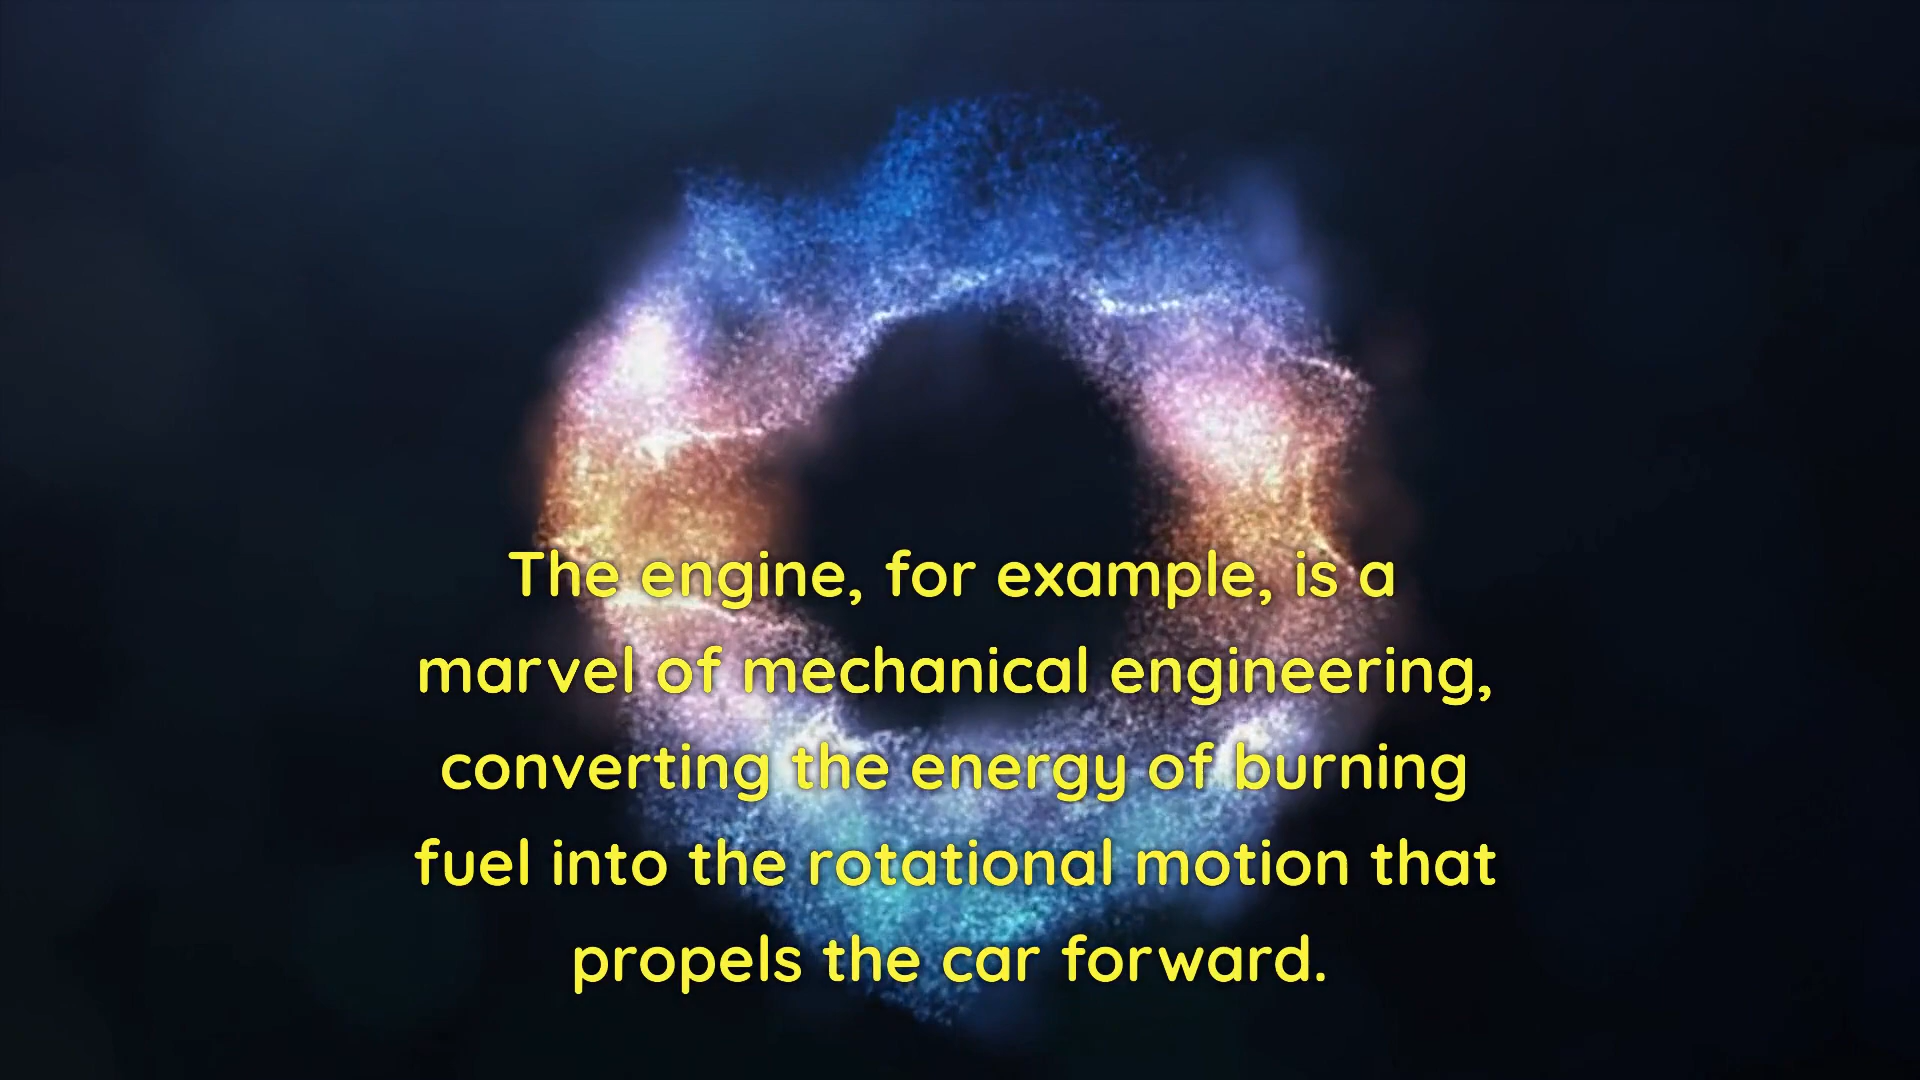 The engine, for example, is a
marvel of mechanical engineering,
converting the energy of burning
fuel into the rotational motion that
propels the car forward.